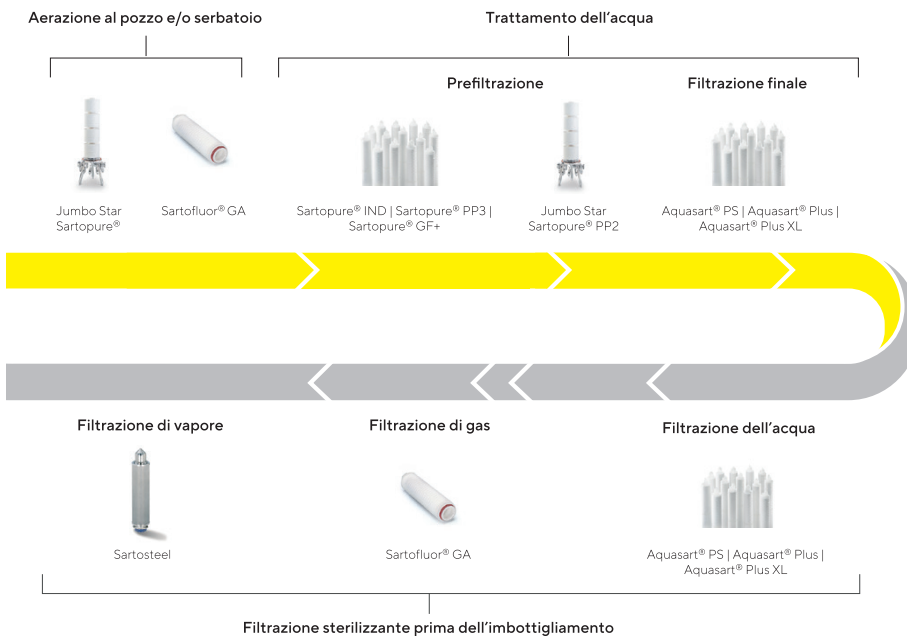 Aerazione al pozzo e/o serbatoio
Trattamento dell'acqua
Prefiltrazione
Filtrazione finale
Jumbo Star
Sartopure®
Sartofluor® GA
Sartopure® IND | Sartopure® PP3 |
Sartopure® GF+
Jumbo Star
Sartopure® PP2
Aquasart® PS | Aquasart® Plus |
Aquasart® Plus XL
Filtrazione di vapore
Filtrazione di gas
Filtrazione dell'acqua
Sartosteel
Sartofluor® GA
Aquasart® PS | Aquasart® Plus |
Aquasart® Plus XL
Filtrazione sterilizzante prima dell'imbottigliamento